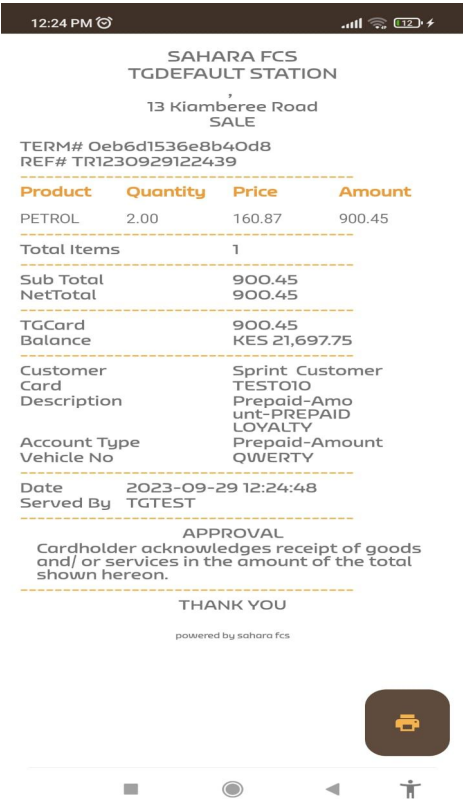 12:24 PM
12
SAHARA FCS
TGDEFAULT STATION
,
13 Kiamberee Road
SALE
TERM# 0eb6d1536e8b40d8
REF# TR1230929122439
Product Quantity Price Amount
PETROL 2.00 160.87 900.45
Total Items 1
Sub Total 900.45
NetTotal 900.45
TGCard 900.45
Balance KES 21,697.75
Customer Sprint Customer
Card TEST010
Description Prepaid-Amo
unt-PREPAID
LOYALTY
Account Type Prepaid-Amount
Vehicle No QWERTY
Date 2023-09-29 12:24:48
Served By TGTEST
APPROVAL
Cardholder acknowledges receipt of goods
and/ or services in the amount of the total
shown hereon.
THANK YOU
powered by sahara fcs